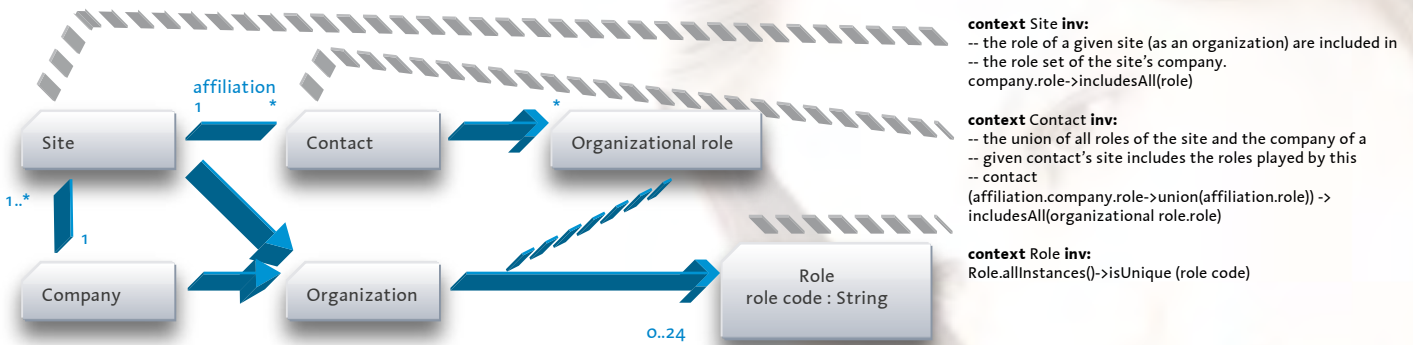 affiliation
1 *
Site
Contact
*
Organizational role
1..*
1
Company
Organization
Role
role code : String
0..24
context Site inv:
-- the role of a given site (as an organization) are included in
-- the role set of the site's company.
company.role->includesAll(role)
context Contact inv:
-- the union of all roles of the site and the company of a
-- given contact's site includes the roles played by this
-- contact
(affiliation.company.role->union(affiliation.role)) ->
includesAll(organizational role.role)
context Role inv:
Role.allInstances()->isUnique (role code)